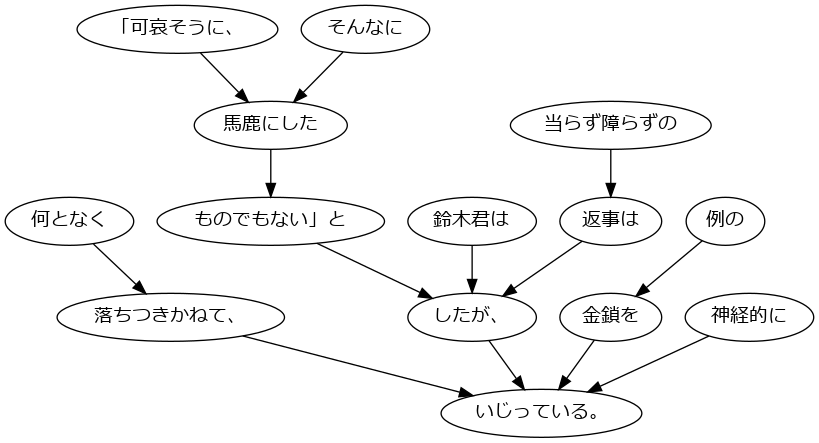 「可哀そうに、
そんなに
馬鹿にした
当らず障らずの
何となく
ものでもない」と
鈴木君は
返事は
例の
落ちつきかねて、
したが、
金鎖を
神経的に
いじっている。